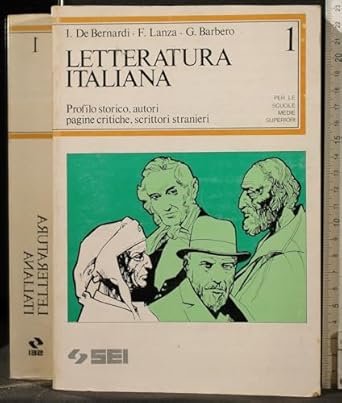 I. De Bernardi - F. Lanza - G. Barbero
1
LETTERATURA
ITALIANA
Profilo storico, autori
pagine critiche, scrittori stranieri
PER LE
SCUOLE
MEDIE
SUPERIORI
SEI
I
LETTERATURA
ITALIANA
SEI